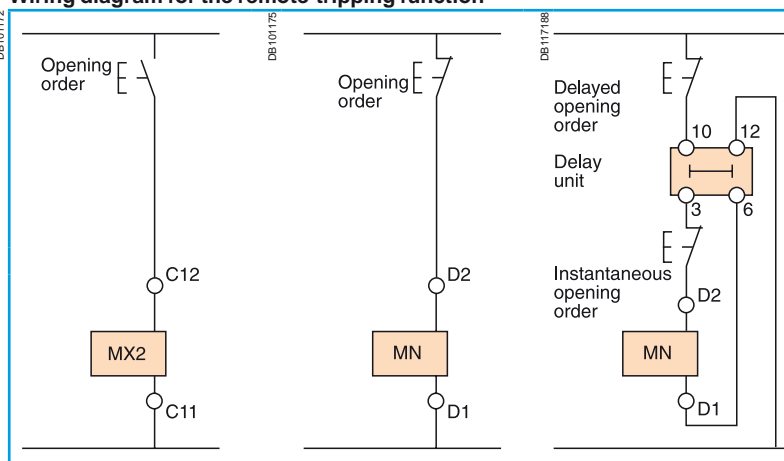 Wiring diagram for the remote-tripping function
DB101172
Opening
order
C12
MX2
C11
DB101175
Opening
order
D2
MN
D1
DB117188
Delayed
opening
order
10
12
Delay
unit
3
6
Instantaneous
opening
order
D2
MN
D1